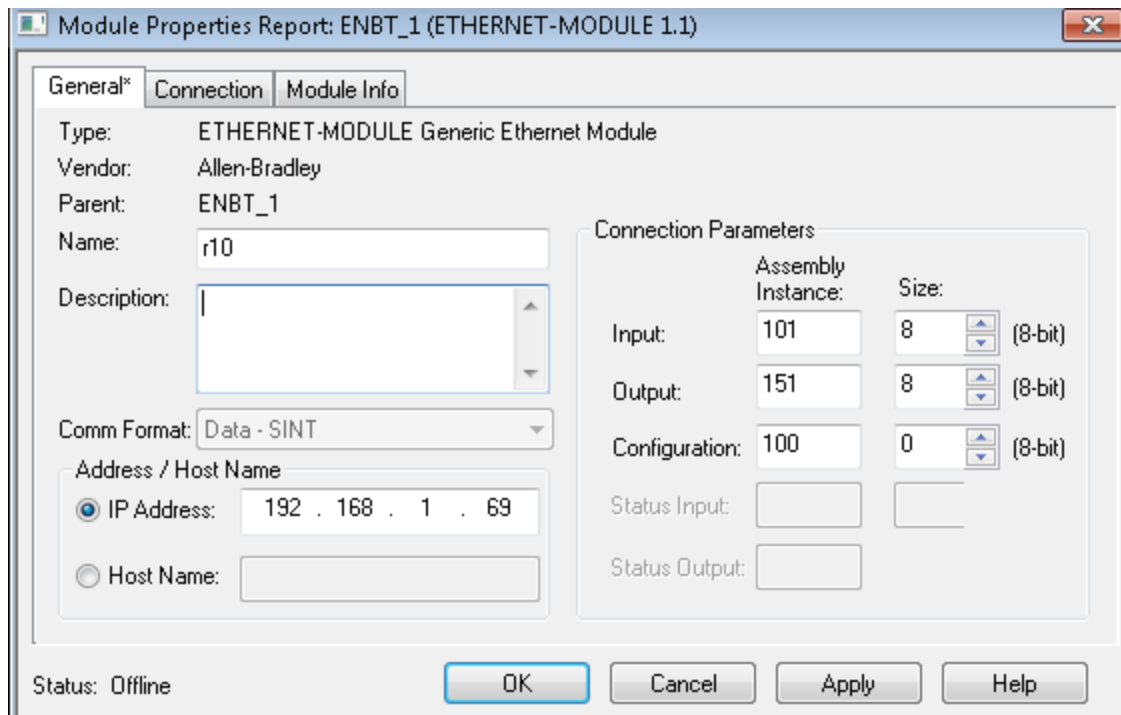 Module Properties Report: ENBT_1 (ETHERNET-MODULE 1.1)
General* Connection Module Info
Type: ETHERNET-MODULE Generic Ethernet Module
Vendor: Allen-Bradley
Parent: ENBT_1
Name: r10
Description:
Comm Format: Data - SINT
Address / Host Name
IP Address: 192 . 168 . 1 . 69
Host Name:
Connection Parameters
Assembly
Instance: Size:
Input: 101 8 (8-bit)
Output: 151 8 (8-bit)
Configuration: 100 0 (8-bit)
Status Input:
Status Output:
Status: Offline OK Cancel Apply Help